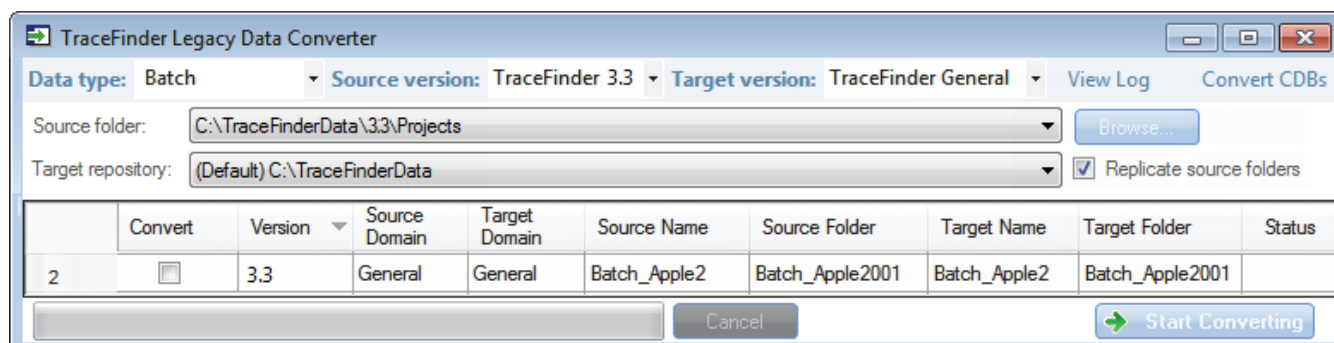 TraceFinder Legacy Data Converter
Data type: Batch Source version: TraceFinder 3.3 Target version: TraceFinder General View Log Convert CDBs
Source folder: C:\TraceFinderData\3.3\Projects Browse...
Target repository: (Default) C:\TraceFinderData Replicate source folders
Convert Version Source Domain Target Domain Source Name Source Folder Target Name Target Folder Status
2 3.3 General General Batch_Apple2 Batch_Apple2001 Batch_Apple2 Batch_Apple2001
Cancel Start Converting